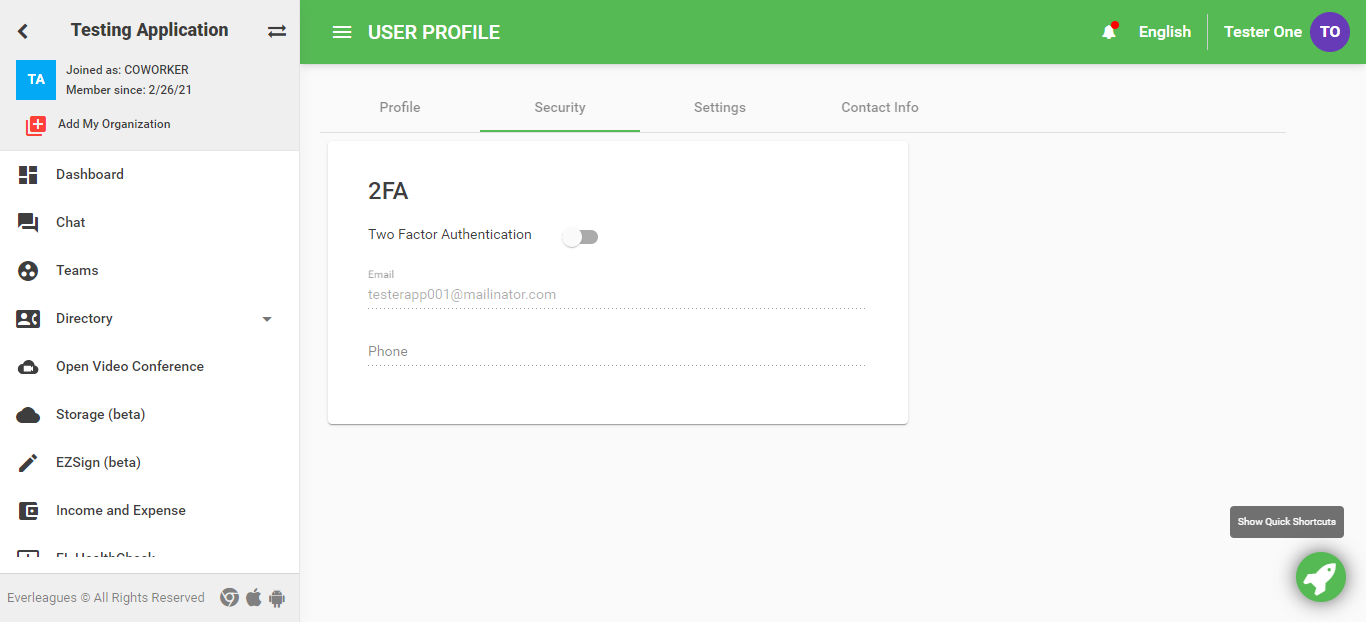 Testing Application
TA
Joined as: COWORKER
Member since: 2/26/21
Add My Organization
Dashboard
Chat
Teams
Directory
Open Video Conference
Storage (beta)
EZSign (beta)
Income and Expense
EL HealthCheck
Everleagues © All Rights Reserved
USER PROFILE
English
Tester One
TO
Profile
Security
Settings
Contact Info
2FA
Two Factor Authentication
Email
testerapp001@mailinator.com
Phone
Show Quick Shortcuts